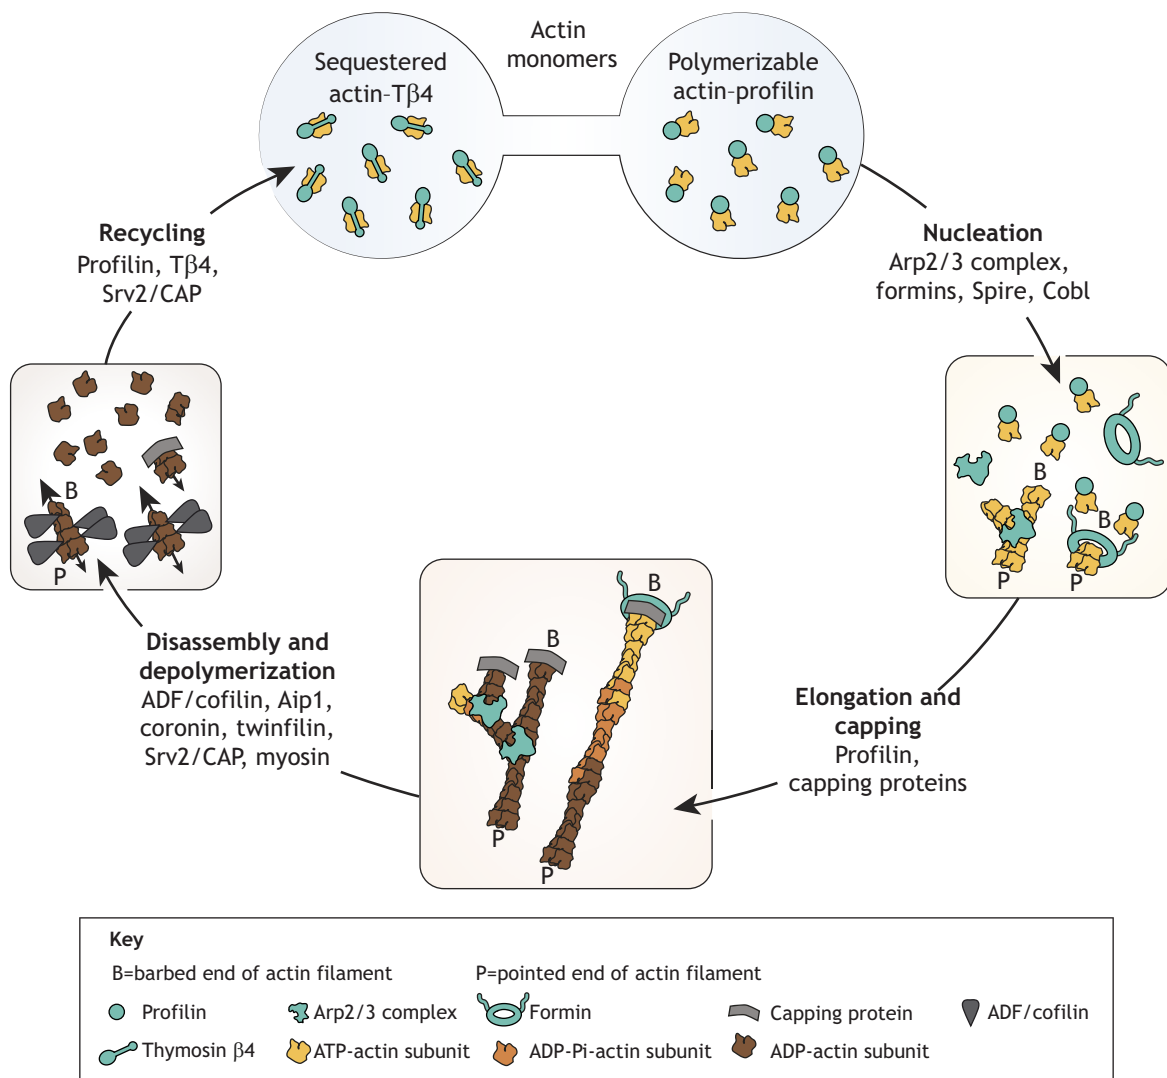 Actin
monomers
Sequestered
actin–Tβ4
Polymerizable
actin–profilin
Recycling
Profilin, Tβ4,
Srv2/CAP
Nucleation
Arp2/3 complex,
formins, Spire, Cobl
B
P
B
P
B
P
B
P
B
P
Disassembly and
depolymerization
ADF/cofilin, Aip1,
coronin, twinfilin,
Srv2/CAP, myosin
Elongation and
capping
Profilin,
capping proteins
Key
B=barbed end of actin filament
P=pointed end of actin filament
Profilin
Arp2/3 complex
Formin
Capping protein
ADF/cofilin
Thymosin β4
ATP-actin subunit
ADP-Pi-actin subunit
ADP-actin subunit